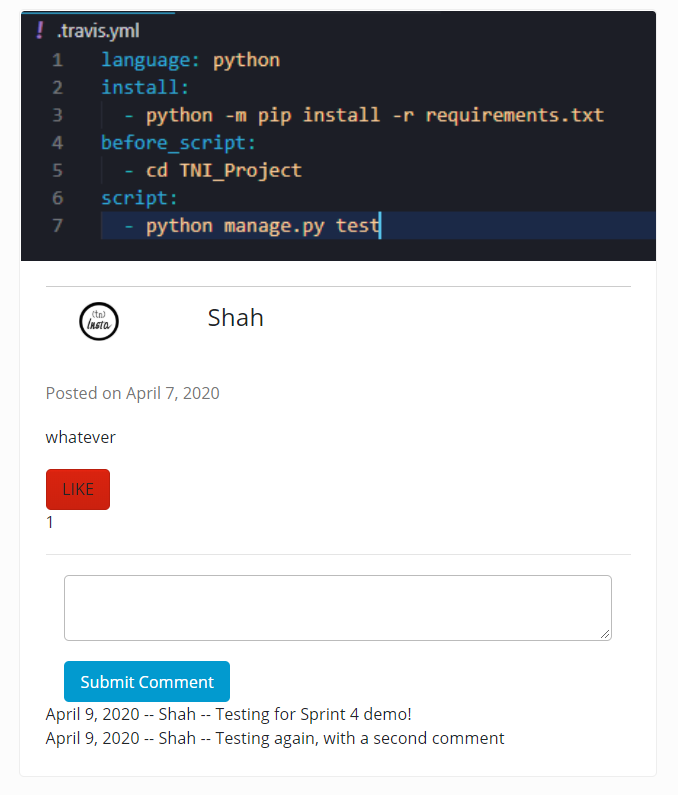 ! .travis.yml
1 language: python
2 install:
3 - python -m pip install -r requirements.txt
4 before_script:
5 - cd TNI_Project
6 script:
7 - python manage.py test
(tn)
Insta
Shah
Posted on April 7, 2020
whatever
LIKE
1
Submit Comment
April 9, 2020 -- Shah -- Testing for Sprint 4 demo!
April 9, 2020 -- Shah -- Testing again, with a second comment